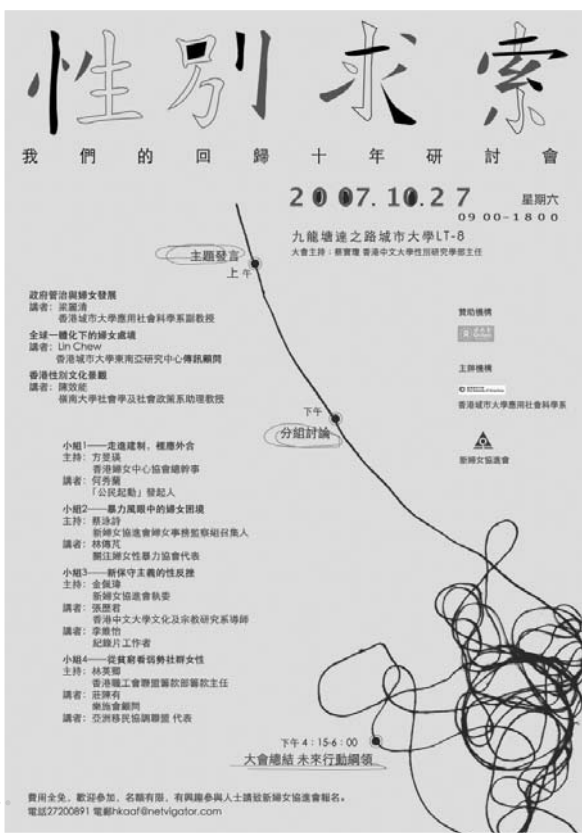 性別求索
我們的回歸十年研討會
2007.10.27 星期六
0900-1800
九龍塘達之路城市大學LT-8
大會主持：蔡寶瓊 香港中文大學性別研究學部主任
主題發言
上午
政府管治與婦女發展
講者：梁麗清
香港城市大學應用社會科學系副教授
全球一體化下的婦女處境
講者：Lin Chew
香港城市大學東南亞研究中心傳訊顧問
香港性別文化景觀
講者：陳效能
嶺南大學社會學及社會政策系助理教授
贊助機構
主辦機構
香港城市大學應用社會科學系
新婦女協進會
下午
分組討論
小組1——走進建制，裡應外合
主持：方旻瑛
香港婦女中心協會總幹事
講者：何秀蘭
「公民起動」發起人
小組2——暴力風眼中的婦女困境
主持：蔡泳詩
新婦女協進會婦女事務監察組召集人
講者：林傳芃
關注婦女性暴力協會代表
小組3——新保守主義的性反挫
主持：金佩瑋
新婦女協進會執委
講者：張歷君
香港中文大學文化及宗教研究系導師
講者：李維怡
紀錄片工作者
小組4——從貧窮看弱勢社群女性
主持：林英卿
香港職工會聯盟籌款部籌款主任
講者：莊陳有
樂施會顧問
講者：亞洲移民協調聯盟 代表
下午 4：15-6：00
大會總結 未來行動綱領
費用全免，歡迎參加，名額有限，有興趣參與人士請致新婦女協進會報名。
電話27200891 電郵hkaaf@netvigator.com